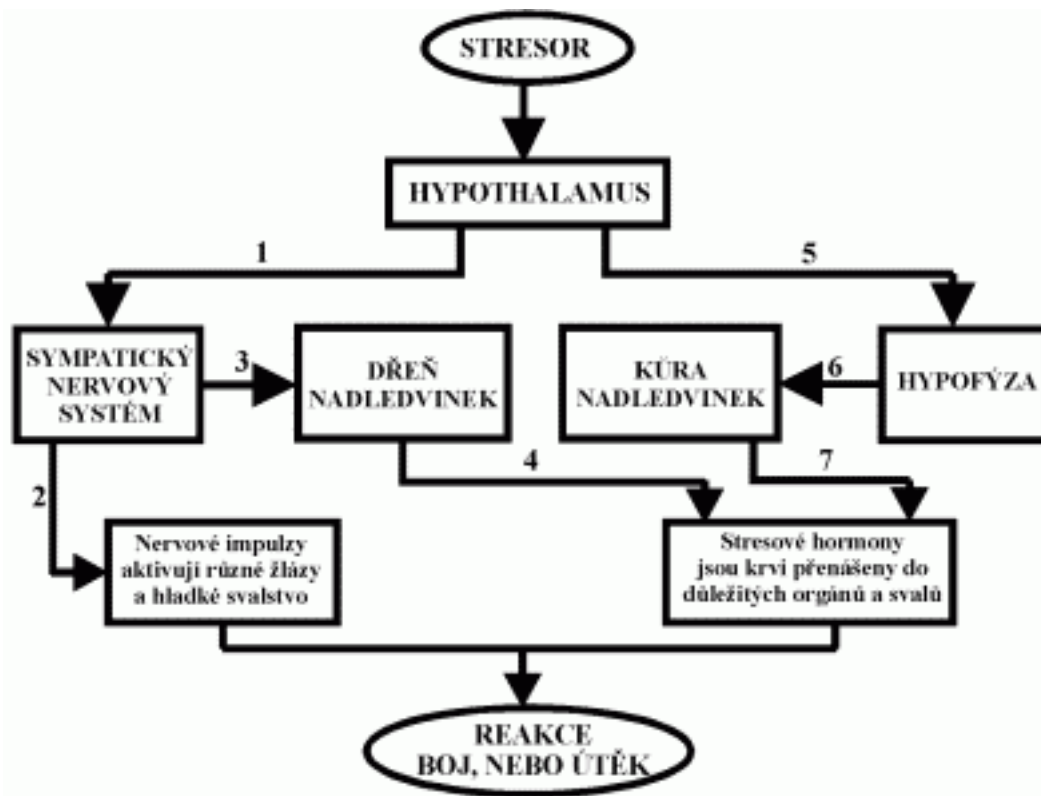 STRESOR
HYPOTHALAMUS
1
5
SYMPATICKÝ
NERVOVÝ
SYSTÉM
3
DŘEŇ
NADLEDVINEK
KŮRA
NADLEDVINEK
6
HYPOFÝZA
2
4
7
Nervové impulzy
aktivují různé žlázy
a hladké svalstvo
Stresové hormony
jsou krvi přenášeny do
důležitých orgánů a svalů
REAKCE
BOJ, NEBO ÚTĚK